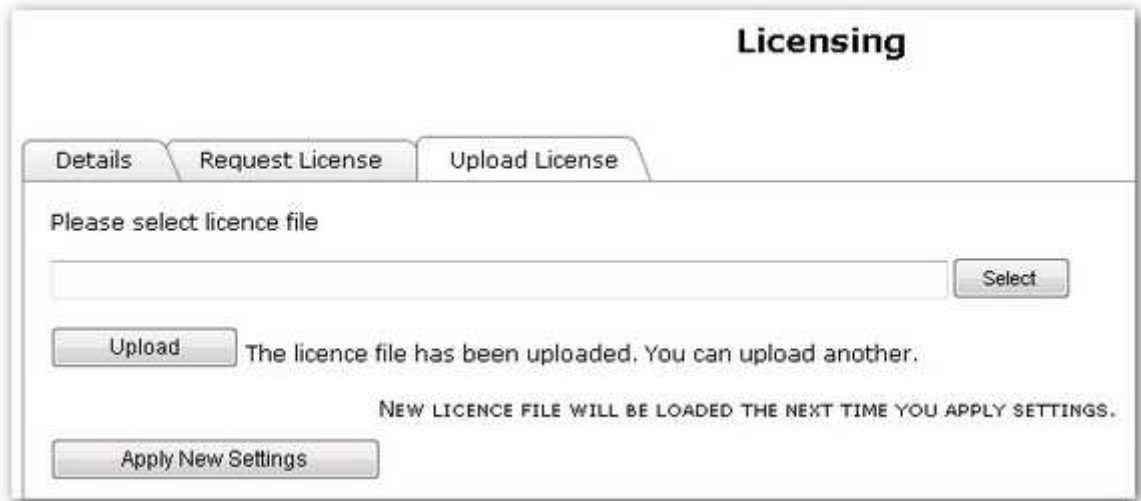 Licensing
Details Request License Upload License
Please select licence file
Select
Upload The licence file has been uploaded. You can upload another.
NEW LICENCE FILE WILL BE LOADED THE NEXT TIME YOU APPLY SETTINGS.
Apply New Settings